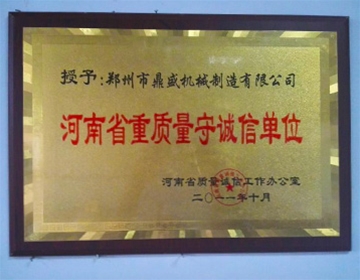 授予：郑州市鼎盛机械制造有限公司
河南省重质量守诚信单位
河南省质量诚信工作办公室
二〇一一年十月